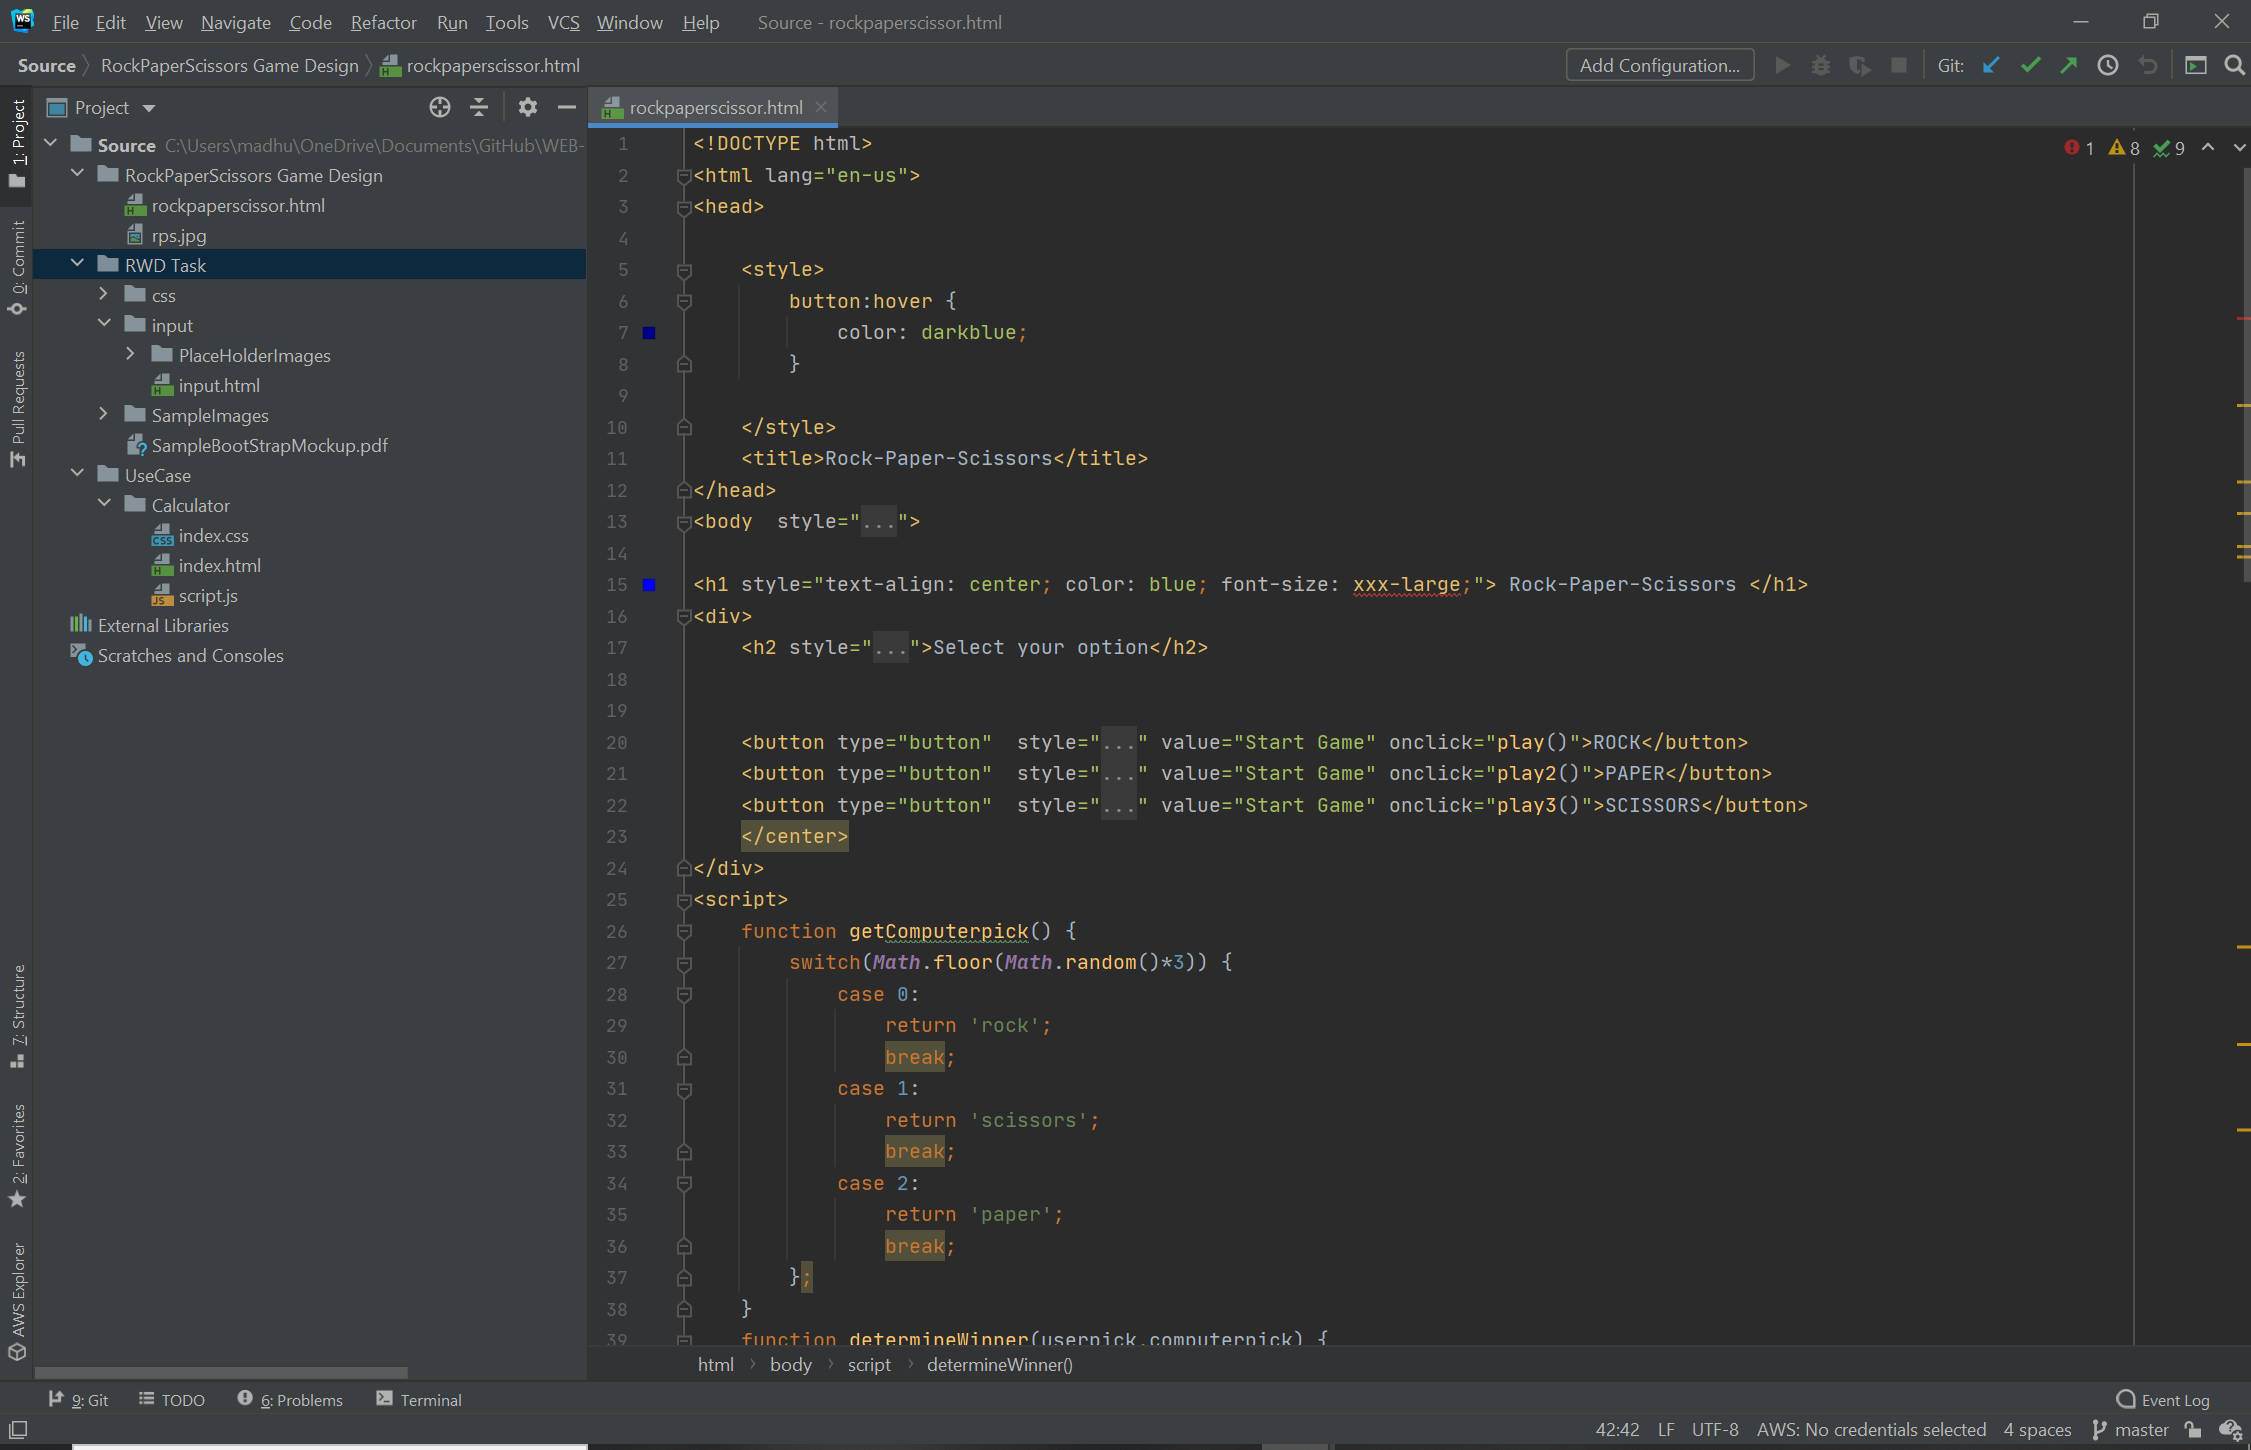 WS File Edit View Navigate Code Refactor Run Tools VCS Window Help Source - rockpaperscissor.html
Source RockPaperScissors Game Design rockpaperscissor.html Add Configuration... Git:
Project
1: Project
0: Commit
Pull Requests
7: Structure
2: Favorites
AWS Explorer
Source C:\Users\madhu\OneDrive\Documents\GitHub\WEB-
RockPaperScissors Game Design
rockpaperscissor.html
rps.jpg
RWD Task
css
input
PlaceHolderImages
input.html
SampleImages
SampleBootStrapMockup.pdf
UseCase
Calculator
index.css
index.html
script.js
External Libraries
Scratches and Consoles
rockpaperscissor.html
1 8 9
1 <!DOCTYPE html>
2 <html lang="en-us">
3 <head>
4
5 <style>
6 button:hover {
7 color: darkblue;
8 }
9
10 </style>
11 <title>Rock-Paper-Scissors</title>
12 </head>
13 <body  style="...">
14
15 <h1 style="text-align: center; color: blue; font-size: xxx-large;"> Rock-Paper-Scissors </h1>
16 <div>
17 <h2 style="...">Select your option</h2>
18
19
20 <button type="button"  style="..." value="Start Game" onclick="play()">ROCK</button>
21 <button type="button"  style="..." value="Start Game" onclick="play2()">PAPER</button>
22 <button type="button"  style="..." value="Start Game" onclick="play3()">SCISSORS</button>
23 </center>
24 </div>
25 <script>
26 function getComputerpick() {
27 switch(Math.floor(Math.random()*3)) {
28 case 0:
29 return 'rock';
30 break;
31 case 1:
32 return 'scissors';
33 break;
34 case 2:
35 return 'paper';
36 break;
37 };
38 }
39 function determineWinner(userpick,computerpick) {
html body script determineWinner()
9: Git TODO 6: Problems Terminal Event Log
42:42 LF UTF-8 AWS: No credentials selected 4 spaces master